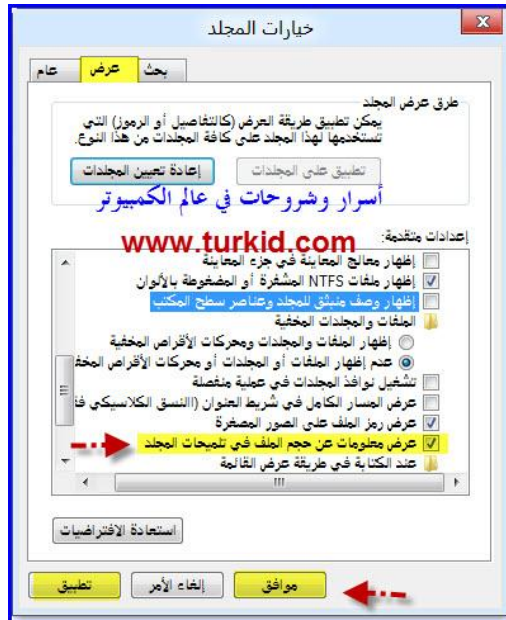 خيارات المجلد
عام
عرض
بحث
طرق عرض المجلد
يمكن تطبيق طريقة العرض (كالتفاصيل أو الرموز) التي
تستخدمها لهذا المجلد على كافة المجلدات من هذا النوع.
تطبيق على المجلدات
إعادة تعيين المجلدات
أسرار وشروحات في عالم الكمبيوتر
www.turkid.com
إعدادات متقدمة:
إظهار معالج المعاينة في جزء المعاينة
إظهار ملفات NTFS المشفرة أو المضغوطة بالألوان
إظهار وصف منبثق للمجلد وعناصر سطح المكتب
الملفات والمجلدات المخفية
إظهار الملفات والمجلدات ومحركات الأقراص المخفية
عدم إظهار الملفات أو المجلدات أو محركات الأقراص المخف
تشغيل نوافذ المجلدات في عملية منفصلة
عرض المسار الكامل في شريط العنوان (االنسق الكلاسيكي فق
عرض رمز الملف على الصور المصغرة
عرض معلومات عن حجم الملف في تلميحات المجلد
عند الكتابة في طريقة عرض القائمة
استعادة الافتراضيات
موافق
إلغاء الأمر
تطبيق